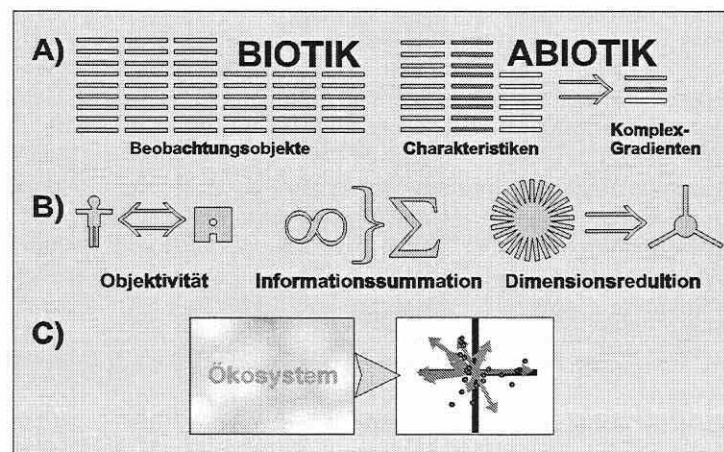 A) BIOTIK ABIOTIK
Beobachtungsobjekte Charakteristiken Komplex-
Gradienten
B)
∞ } Σ
Objektivität Informationssummation Dimensionsredultion
C)
Ökosystem